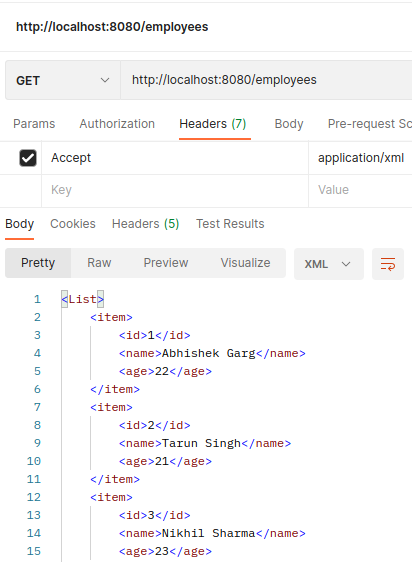 http://localhost:8080/employees
GET http://localhost:8080/employees
Params Authorization Headers (7) Body Pre-request Sc
Accept application/xml
Key Value
Body Cookies Headers (5) Test Results
Pretty Raw Preview Visualize XML
1 <List>
2 <item>
3 <id>1</id>
4 <name>Abhishek Garg</name>
5 <age>22</age>
6 </item>
7 <item>
8 <id>2</id>
9 <name>Tarun Singh</name>
10 <age>21</age>
11 </item>
12 <item>
13 <id>3</id>
14 <name>Nikhil Sharma</name>
15 <age>23</age>